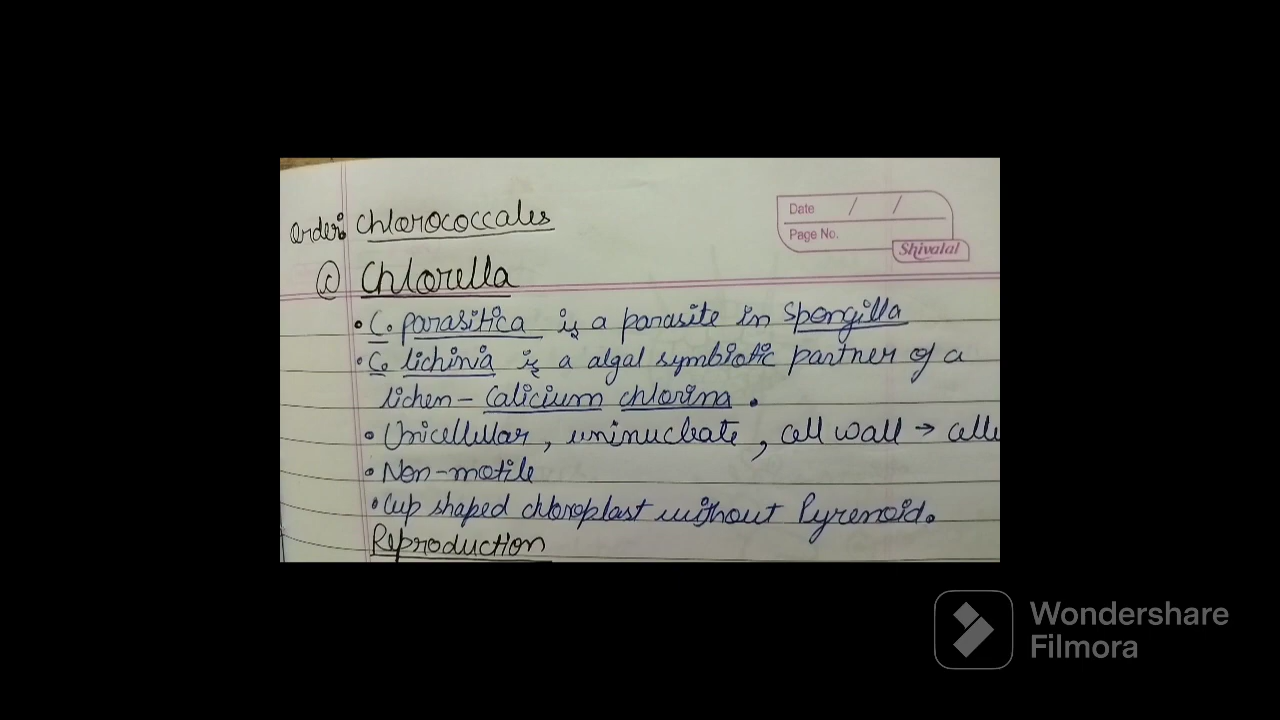 Date / /
Page No.
Shivalal
Order: Chlorococcales
(c) Chlorella
• C. parasitica is a parasite in Spongilla
• C. lichinia is a algal symbiotic partner of a
lichen - Calicium chlorina.
• Unicellular, uninucleate, cell wall → cellu
• Non-motile
• Cup shaped chloroplast without Pyrenoid.
Reproduction
Wondershare
Filmora